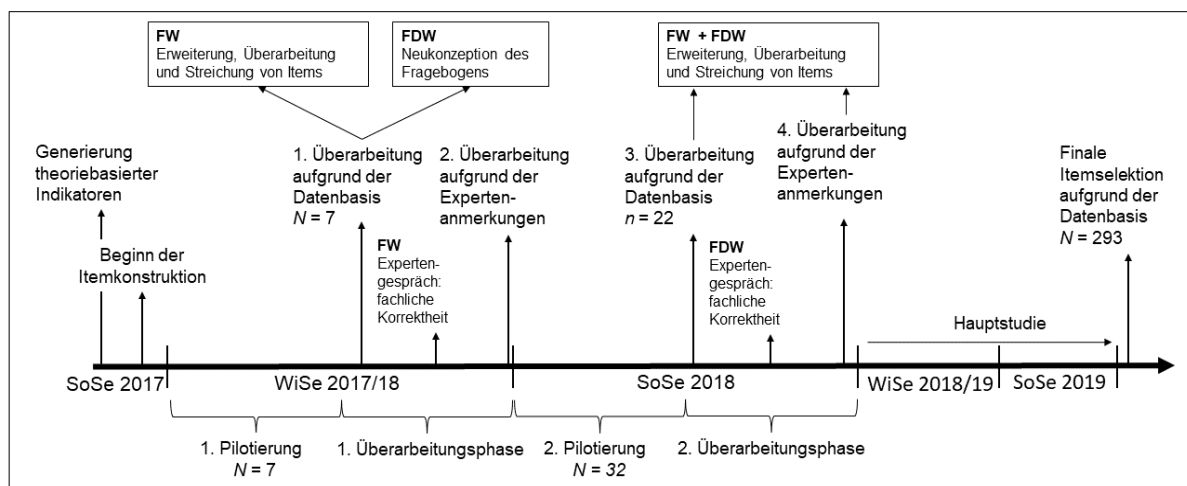 FW
Erweiterung, Überarbeitung
und Streichung von Items
FDW
Neukonzeption des
Fragebogens
FW + FDW
Erweiterung, Überarbeitung
und Streichung von Items
Generierung
theoriebasierter
Indikatoren
Beginn der
Itemkonstruktion
1. Überarbeitung
aufgrund der
Datenbasis
N = 7
FW
Experten-
gespräch:
fachliche
Korrektheit
2. Überarbeitung
aufgrund der
Experten-
anmerkungen
3. Überarbeitung
aufgrund der
Datenbasis
n = 22
FDW
Experten-
gespräch:
fachliche
Korrektheit
4. Überarbeitung
aufgrund der
Experten-
anmerkungen
Finale
Itemselektion
aufgrund der
Datenbasis
N = 293
Hauptstudie
SoSe 2017
WiSe 2017/18
SoSe 2018
WiSe 2018/19
SoSe 2019
1. Pilotierung
N = 7
1. Überarbeitungsphase
2. Pilotierung
N = 32
2. Überarbeitungsphase